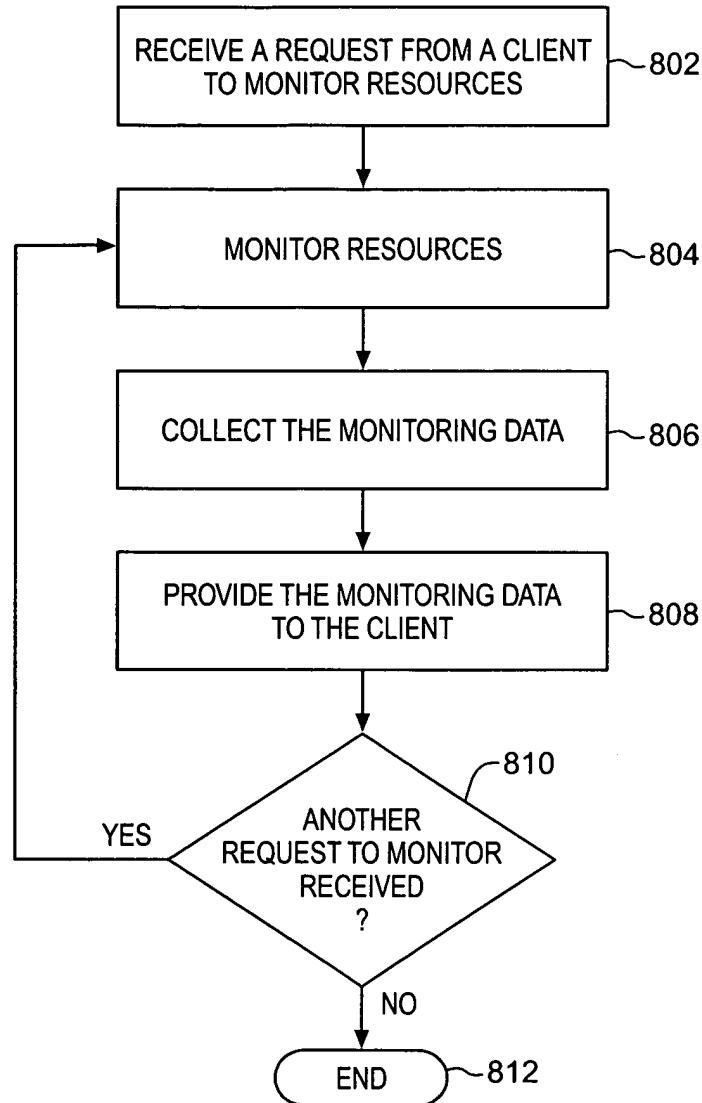 RECEIVE A REQUEST FROM A CLIENT
TO MONITOR RESOURCES
802
MONITOR RESOURCES
804
COLLECT THE MONITORING DATA
806
PROVIDE THE MONITORING DATA
TO THE CLIENT
808
810
YES
ANOTHER
REQUEST TO MONITOR
RECEIVED
?
NO
END
812